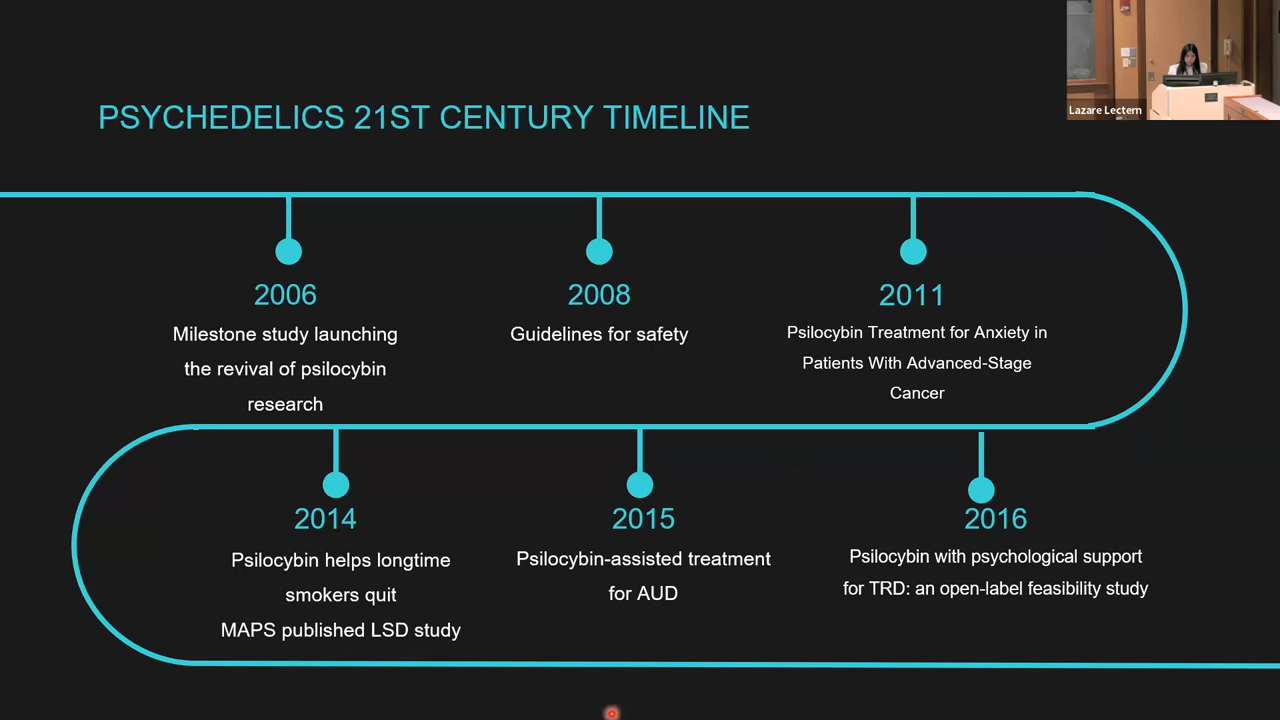 Lazare Lectern
PSYCHEDELICS 21ST CENTURY TIMELINE
2006
Milestone study launching
the revival of psilocybin
research
2008
Guidelines for safety
2011
Psilocybin Treatment for Anxiety in
Patients With Advanced-Stage
Cancer
2014
Psilocybin helps longtime
smokers quit
MAPS published LSD study
2015
Psilocybin-assisted treatment
for AUD
2016
Psilocybin with psychological support
for TRD: an open-label feasibility study